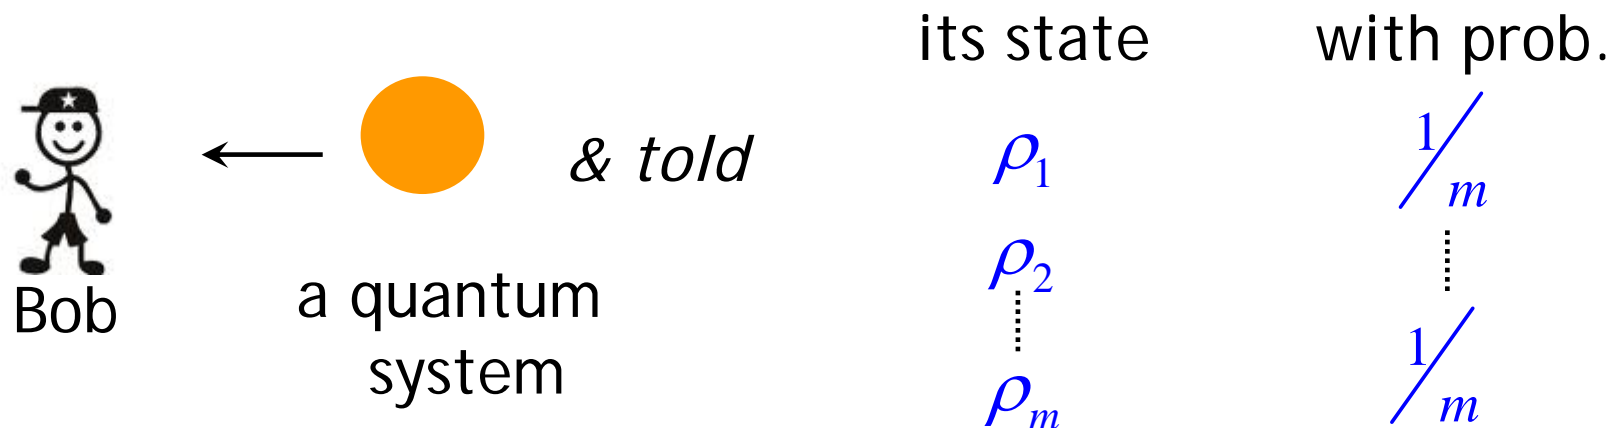 its state with prob.
& told ρ₁ 1/m
ρ₂
Bob a quantum
system
ρₘ 1/m